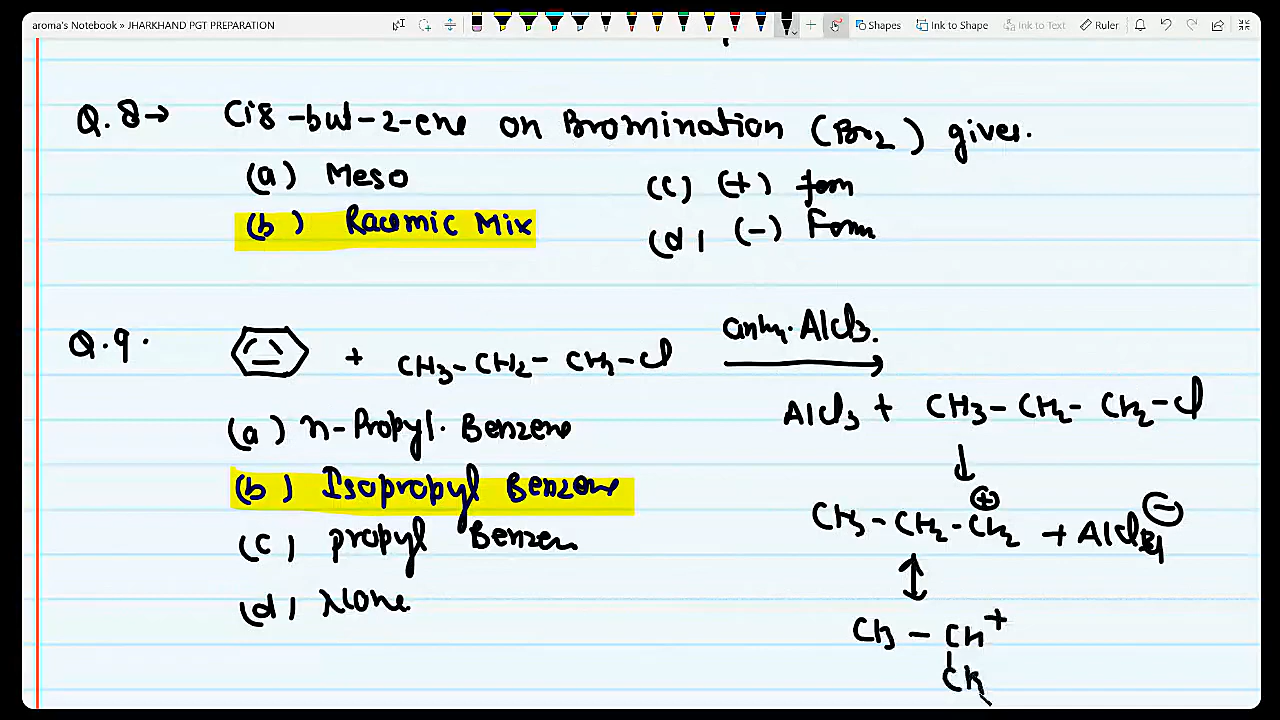 aroma's Notebook » JHARKHAND PGT PREPARATION
Shapes Ink to Shape Ink to Text Ruler
Q.8→ Cis-but-2-ene on Bromination (Br2) gives.
(a) Meso (c) (+) form
(b) Racemic Mix (d) (-) Form
Q.9. + CH3-CH2-CH2-Cl anhy. AlCl3.
AlCl3 + CH3-CH2-CH2-Cl
(a) n-Propyl. Benzene
↓
(b) Isopropyl Benzene
CH3-CH2-CH2 ⊕ + AlCl4 ⊖
(c) propyl Benzen
(d) None
CH3-CH+
CH3